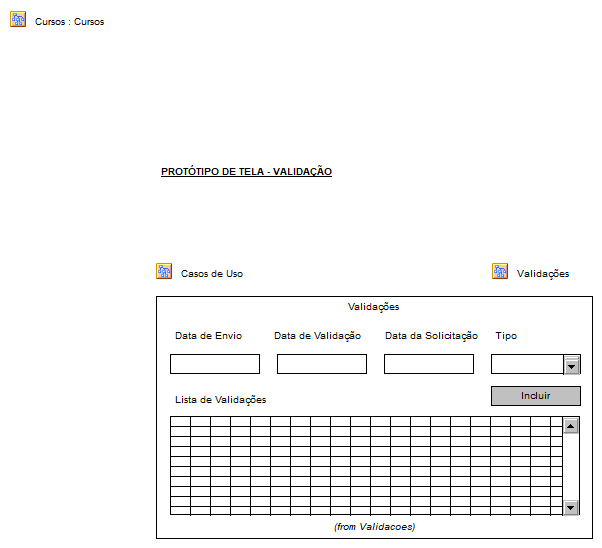 Cursos : Cursos
PROTÓTIPO DE TELA - VALIDAÇÃO
Casos de Uso
Validações
Validações
Data de Envio
Data de Validação
Data da Solicitação
Tipo
Incluir
Lista de Validações
(from Validacoes)